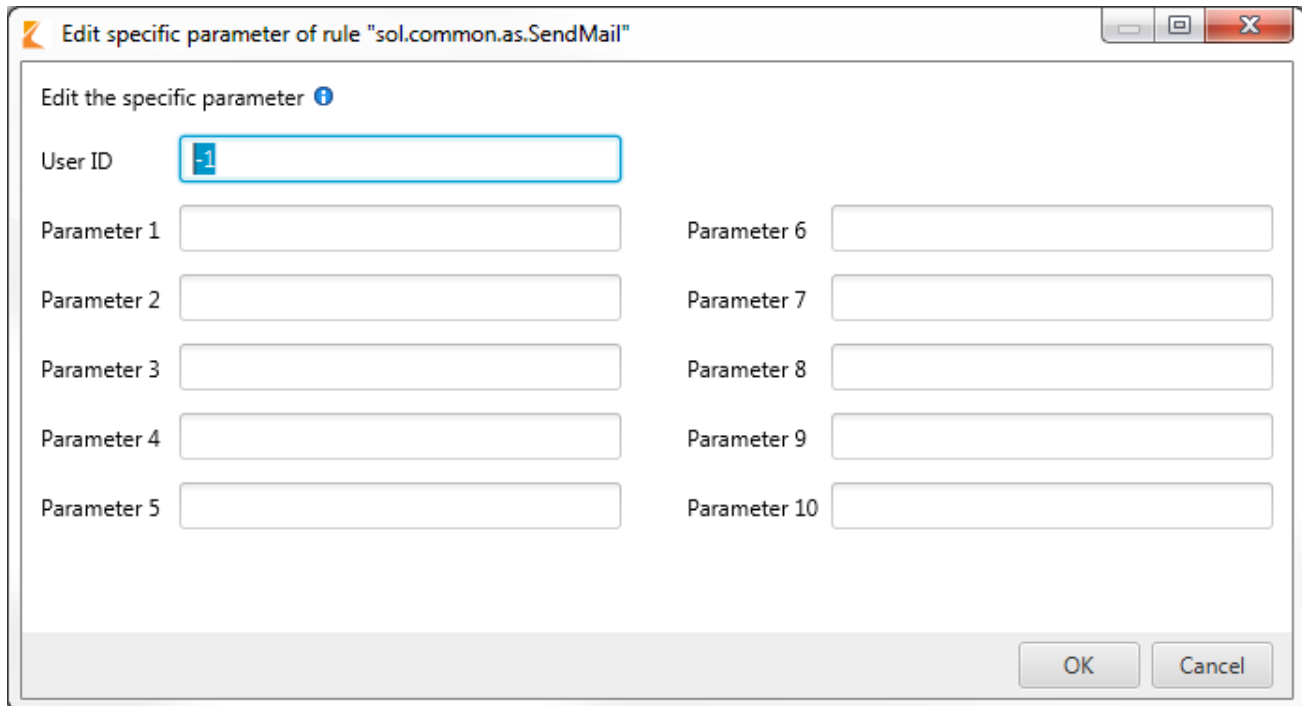 Edit specific parameter of rule "sol.common.as.SendMail"
Edit the specific parameter
User ID -1
Parameter 1 Parameter 6
Parameter 2 Parameter 7
Parameter 3 Parameter 8
Parameter 4 Parameter 9
Parameter 5 Parameter 10
OK Cancel